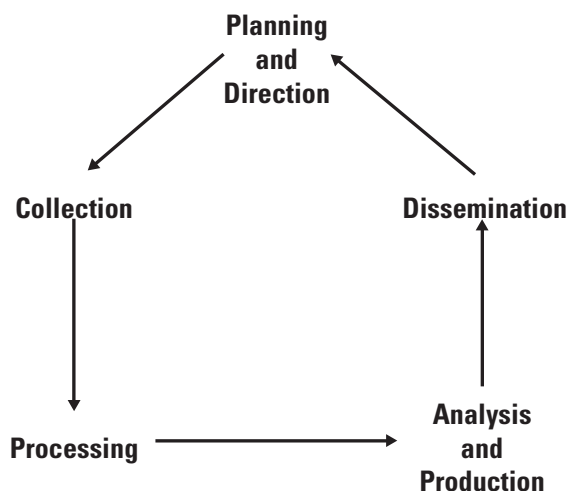 Planning
and
Direction
Collection
Dissemination
Processing
Analysis
and
Production